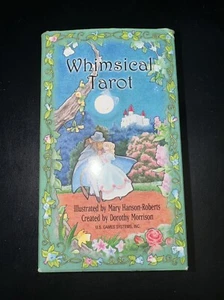 Whimsical
Tarot
Illustrated by Mary Hanson-Roberts
Created by Dorothy Morrison
U.S. GAMES SYSTEMS, INC.